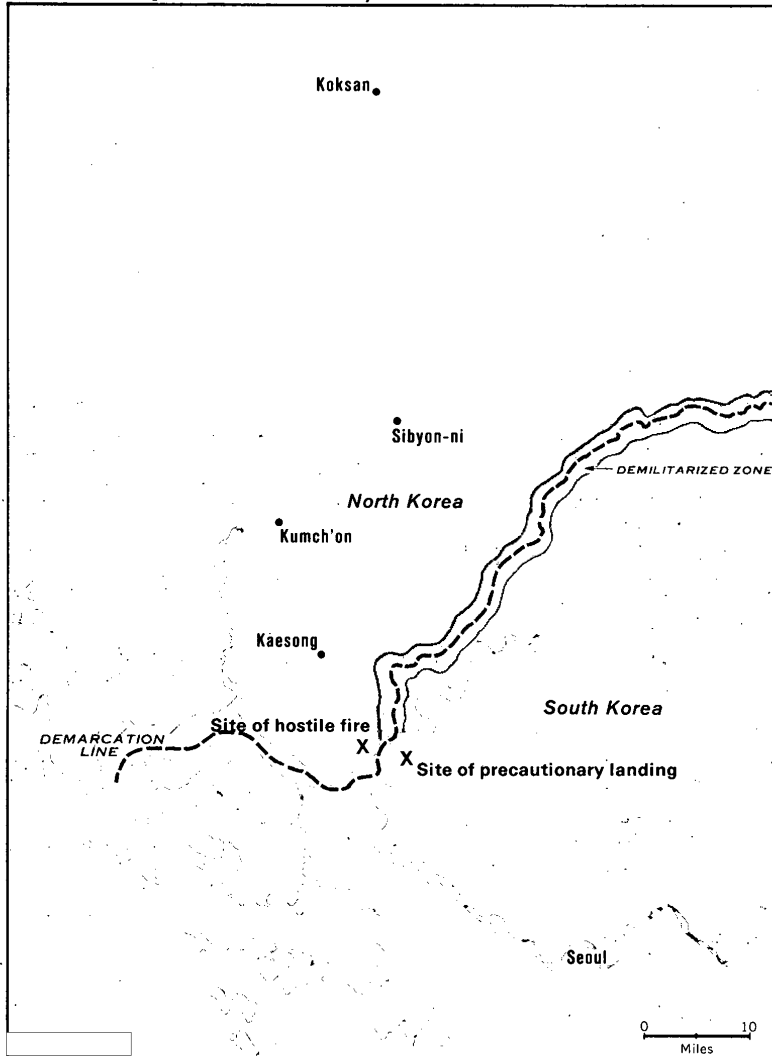 Koksan
Sibyon-ni
DEMILITARIZED ZONE
North Korea
Kumch'on
Kaesong
South Korea
Site of hostile fire
DEMARCATION
LINE
X
X
Site of precautionary landing
Seoul
0 10
Miles